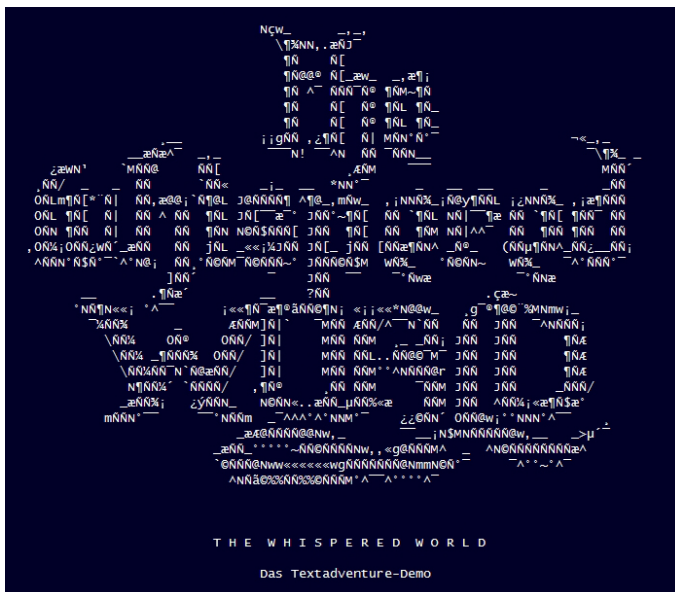 The
Whispered
World
T H E   W H I S P E R E D   W O R L D
Das Textadventure-Demo